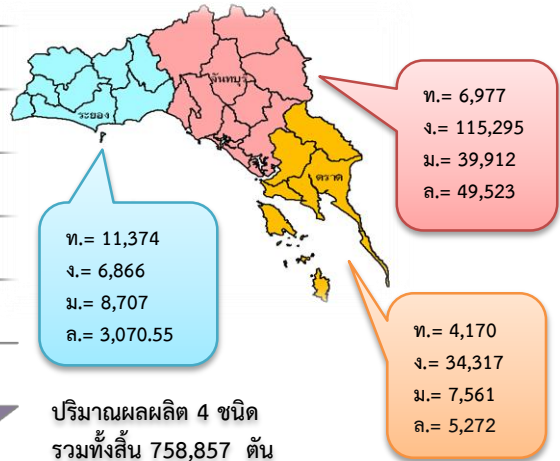 จันทบุรี
ระยอง
ตราด
ท.= 6,977
ง.= 115,295
ม.= 39,912
ล.= 49,523
ท.= 11,374
ง.= 6,866
ม.= 8,707
ล.= 3,070.55
ท.= 4,170
ง.= 34,317
ม.= 7,561
ล.= 5,272
ปริมาณผลผลิต 4 ชนิด
รวมทั้งสิ้น 758,857 ตัน